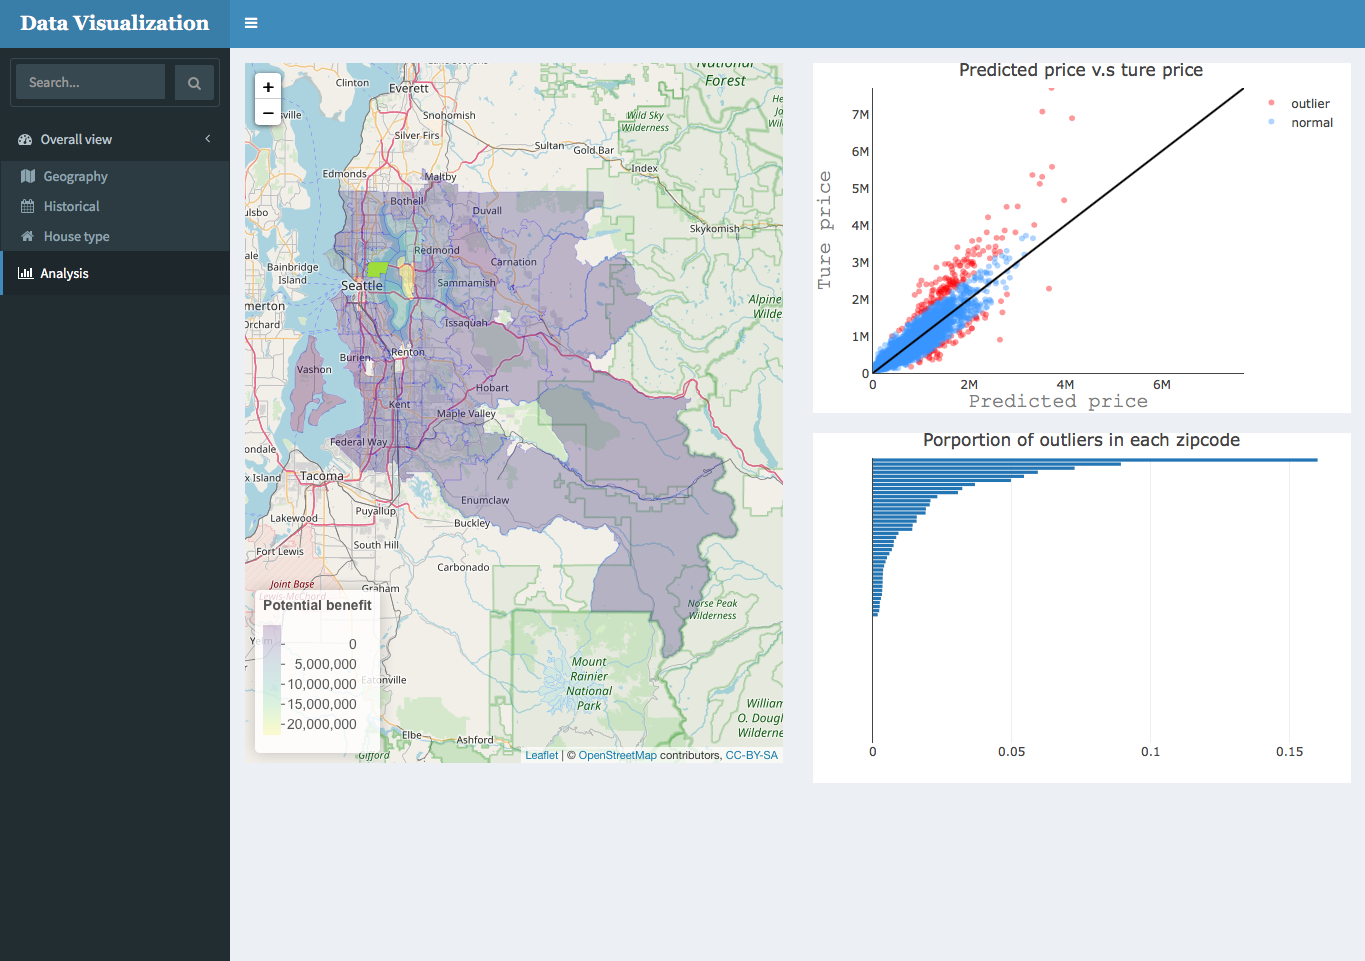 Data Visualization
Search...
Overall view
Geography
Historical
House type
Analysis
+
−
National
Forest
Clinton
Everett
Snohomish
Silver Firs
Wild Sky
Wilderness
Sultan
Gold Bar
Index
Edmonds
Maltby
Bothell
Duvall
Skykomish
Redmond
Carnation
Bainbridge
Island
Seattle
Sammamish
Alpine
Orchard
Issaquah
Burien
Renton
Vashon
Hobart
Kent
Maple Valley
Federal Way
Tacoma
Enumclaw
Puyallup
Lakewood
Buckley
Fort Lewis
South Hill
Carbonado
Joint Base
Lewis-McChord
Graham
Norse Peak
Wilderness
Eatonville
Mount
Rainier
National
Park
William
O. Doug
Wilderne
Elbe
Ashford
Gifford
Potential benefit
0
5,000,000
10,000,000
15,000,000
20,000,000
Leaflet | © OpenStreetMap contributors, CC-BY-SA
Predicted price v.s ture price
outlier
normal
7M
6M
5M
4M
3M
2M
1M
0
Ture price
0 2M 4M 6M
Predicted price
Porportion of outliers in each zipcode
0 0.05 0.1 0.15